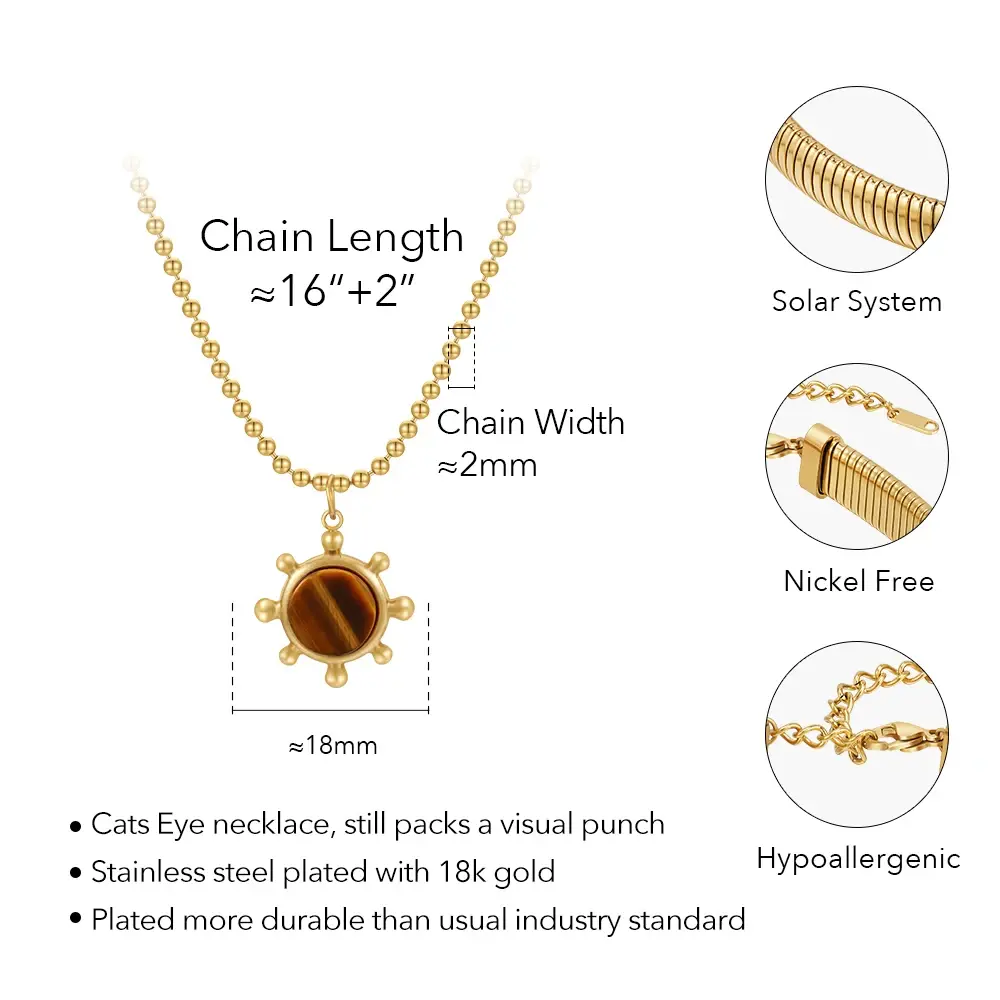 Chain Length
≈16"+2"
Chain Width
≈2mm
≈18mm
Solar System
Nickel Free
Hypoallergenic
• Cats Eye necklace, still packs a visual punch
• Stainless steel plated with 18k gold
• Plated more durable than usual industry standard